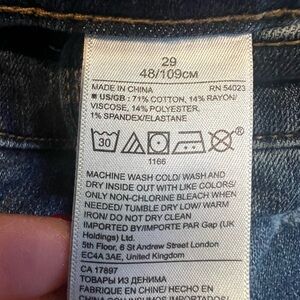 29
48/109CM
MADE IN CHINA RN 54023
■ US/GB : 71% COTTON, 14% RAYON/
VISCOSE, 14% POLYESTER,
1% SPANDEX/ELASTANE
30
1166
MACHINE WASH COLD/ WASH AND
DRY INSIDE OUT WITH LIKE COLORS/
ONLY NON-CHLORINE BLEACH WHEN
NEEDED/ TUMBLE DRY LOW/ WARM
IRON/ DO NOT DRY CLEAN
IMPORTED BY/IMPORTE PAR Gap (UK
Holdings) Ltd.
5th Floor, 6 St Andrew Street London
EC4A 3AE, United Kingdom
CA 17897
ТОВАРЫ ИЗ ДЕНИМА
FABRIQUE EN CHINE/ HECHO EN